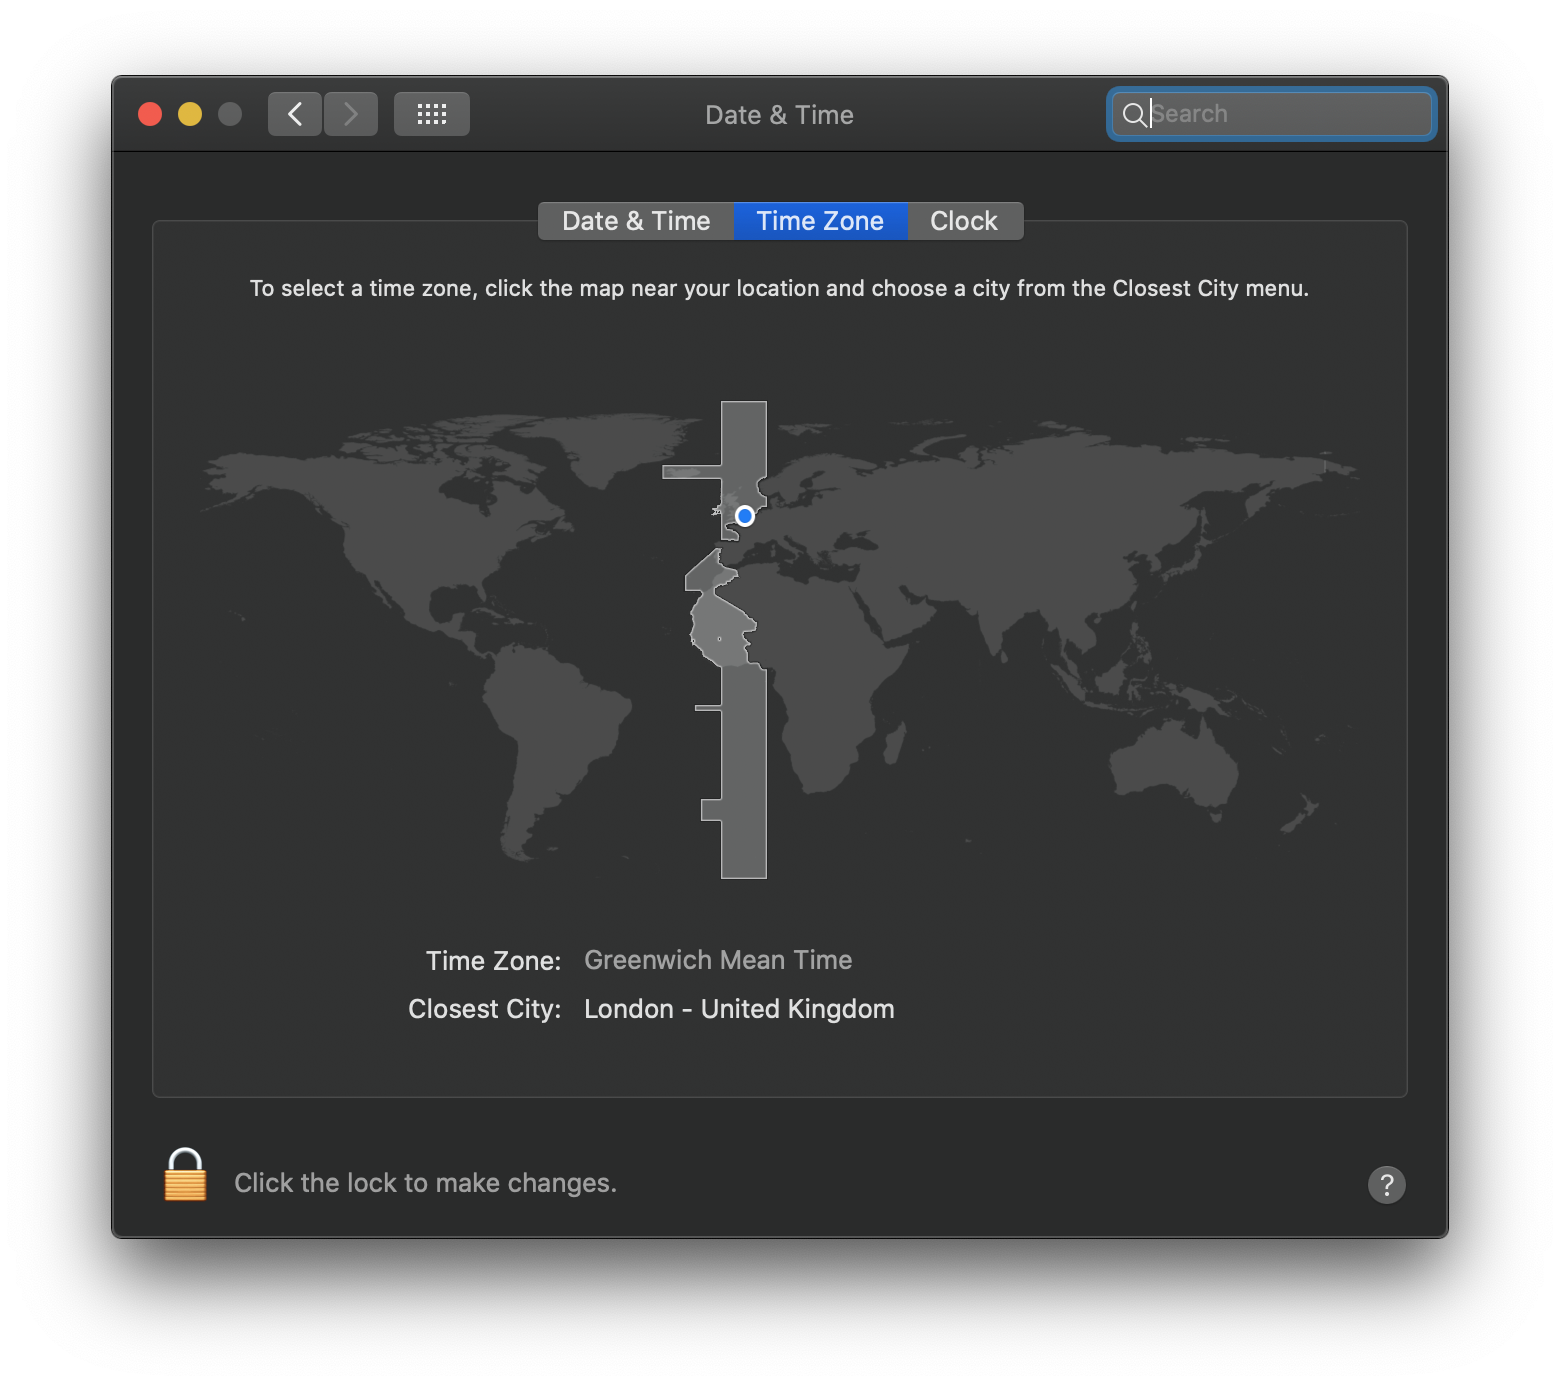 Date & Time
Search
Date & Time
Time Zone
Clock
To select a time zone, click the map near your location and choose a city from the Closest City menu.
Time Zone: Greenwich Mean Time
Closest City: London - United Kingdom
Click the lock to make changes.
?